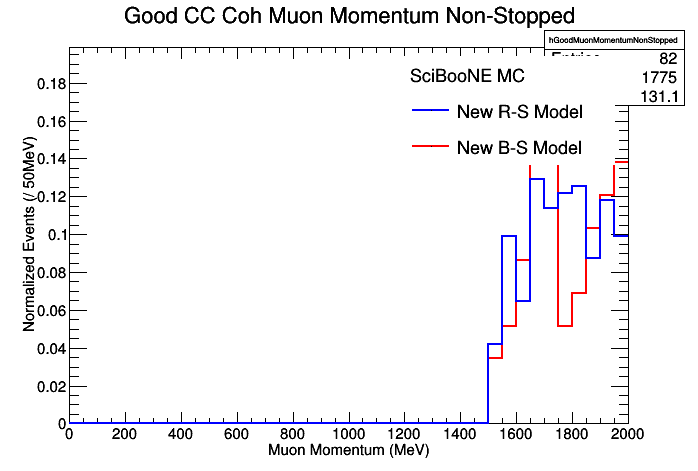 Good CC Coh Muon Momentum Non-Stopped
hGoodMuonMomentumNonStopped
82
1775
131.1
SciBooNE MC
New R-S Model
New B-S Model
Normalized Events (/ 50MeV)
0.18
0.16
0.14
0.12
0.1
0.08
0.06
0.04
0.02
0
0 200 400 600 800 1000 1200 1400 1600 1800 2000
Muon Momentum (MeV)